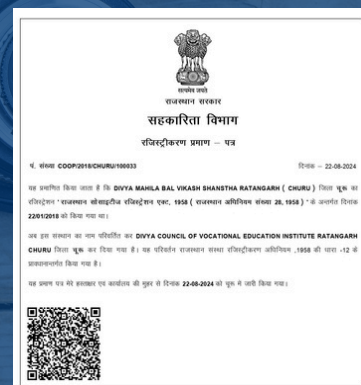 सत्यमेव जयते
राजस्थान सरकार
सहकारिता विभाग
रजिस्ट्रीकरण प्रमाण – पत्र
पं. संख्या COOP/2018/CHURU/100033 दिनांक – 22-08-2024
यह प्रमाणित किया जाता है कि DIVYA MAHILA BAL VIKASH SHANSTHA RATANGARH ( CHURU ) जिला चूरू का
रजिस्ट्रेशन "राजस्थान सोसाइटीज रजिस्ट्रेशन एक्ट, 1958 ( राजस्थान अधिनियम संख्या 28, 1958 ) " के अन्तर्गत दिनांक
22/01/2018 को किया गया था।
अब इस संस्थान का नाम परिवर्तित कर DIVYA COUNCIL OF VOCATIONAL EDUCATION INSTITUTE RATANGARH
CHURU जिला चूरू कर दिया गया है। यह परिवर्तन राजस्थान संस्था रजिस्ट्रीकरण अधिनियम ,1958 की धारा -12 के
प्रावधानान्तर्गत किया गया है।
यह प्रमाण पत्र मेरे हस्ताक्षर एवं कार्यालय की मुहर से दिनांक 22-08-2024 को चूरू में जारी किया गया।